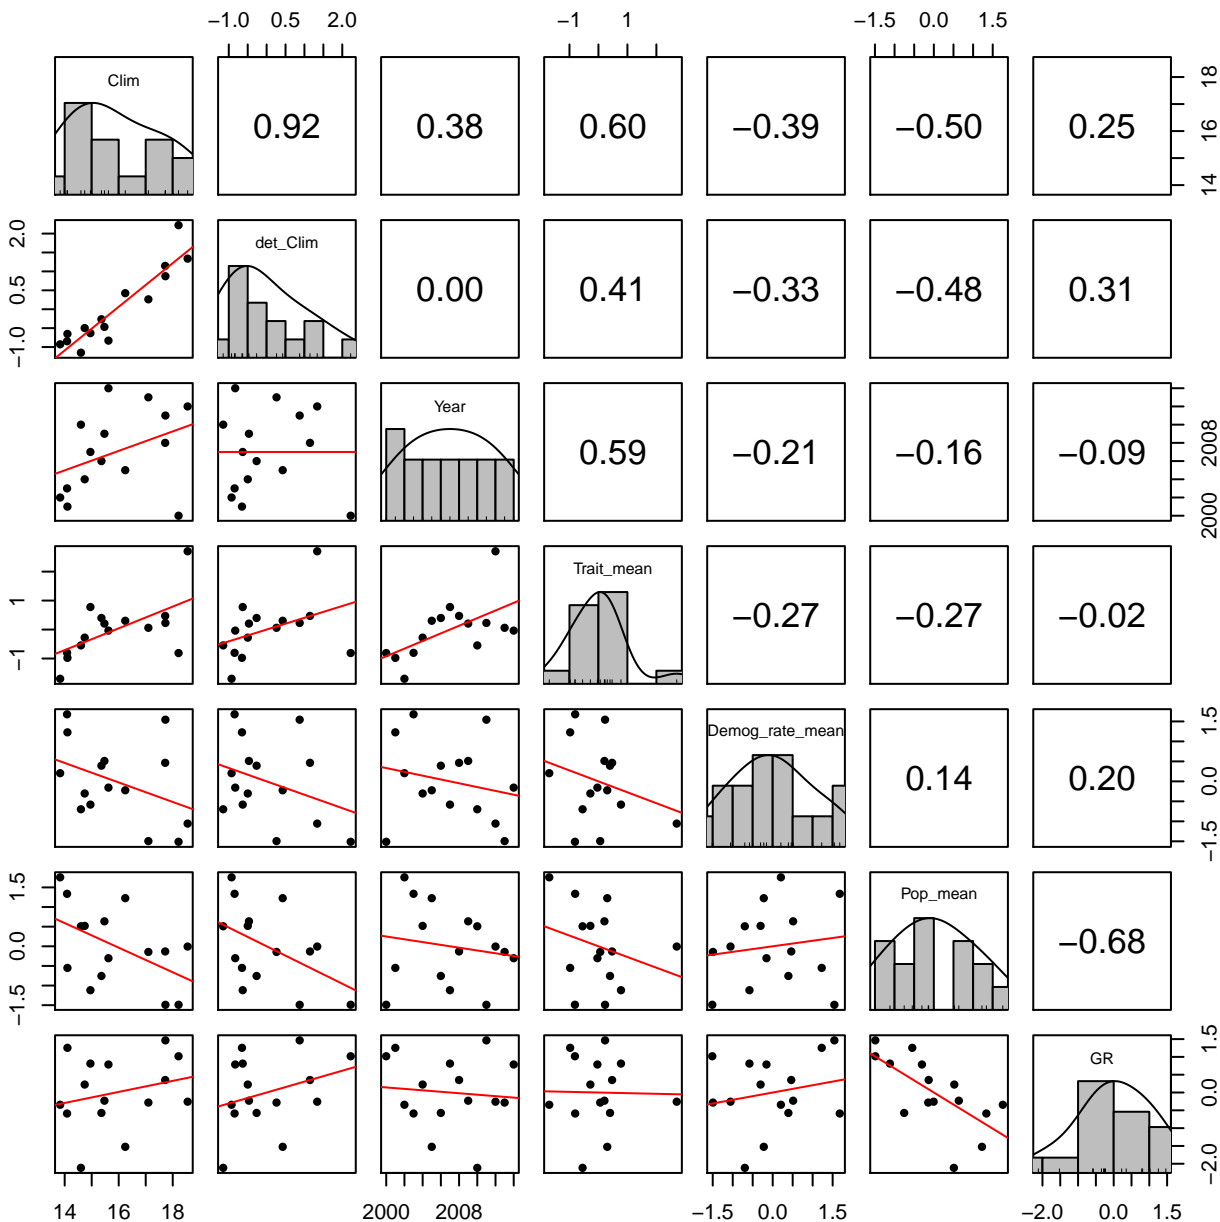 −1.0 0.5 2.0 −1 1 −1.5 0.0 1.5
Clim 0.92 0.38 0.60 −0.39 −0.50 0.25 14 16 18
−1.0 0.5 2.0 det_Clim 0.00 0.41 −0.33 −0.48 0.31
Year 0.59 −0.21 −0.16 −0.09 2000 2008
−1 1 Trait_mean −0.27 −0.27 −0.02
Demog_rate_mean 0.14 0.20 −1.5 0.0 1.5
−1.5 0.0 1.5 Pop_mean −0.68
GR −2.0 0.0 1.5
14 16 18 2000 2008 −1.5 0.0 1.5 −2.0 0.0 1.5